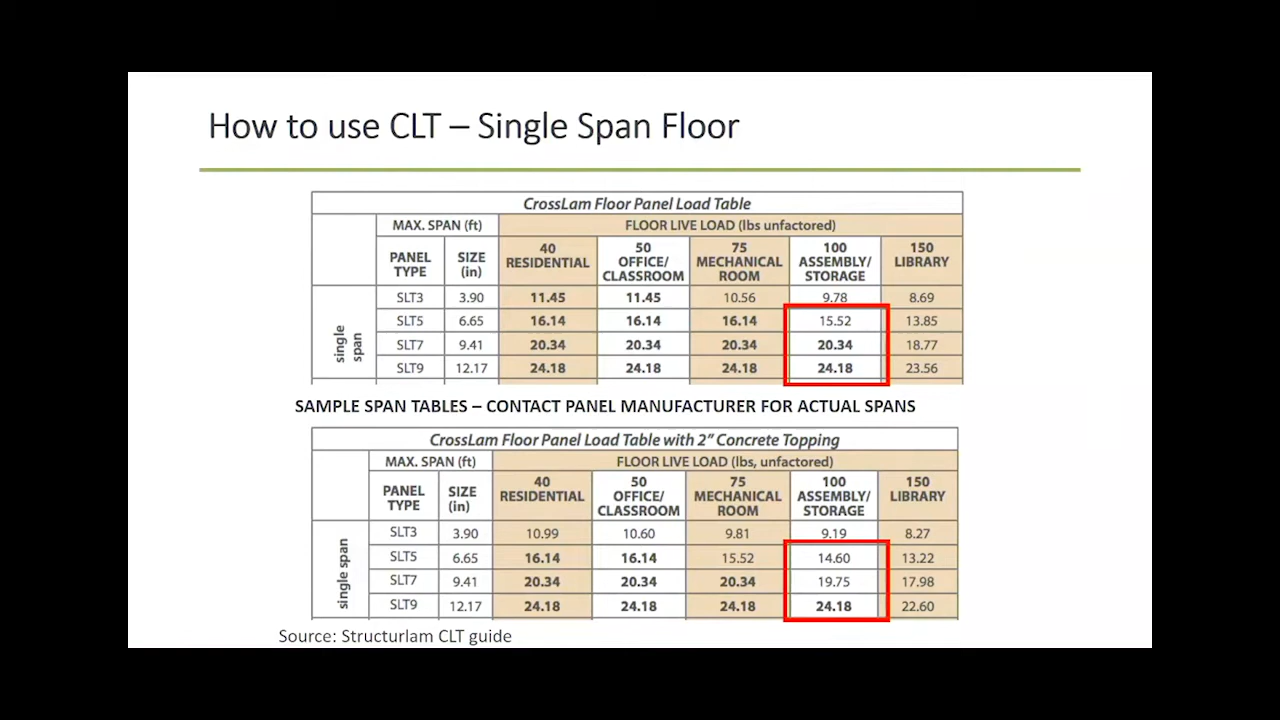 How to use CLT – Single Span Floor
CrossLam Floor Panel Load Table
MAX. SPAN (ft) FLOOR LIVE LOAD (lbs unfactored)
PANEL TYPE SIZE (in) 40 RESIDENTIAL 50 OFFICE/ CLASSROOM 75 MECHANICAL ROOM 100 ASSEMBLY/ STORAGE 150 LIBRARY
single span
SLT3 3.90 11.45 11.45 10.56 9.78 8.69
SLT5 6.65 16.14 16.14 16.14 15.52 13.85
SLT7 9.41 20.34 20.34 20.34 20.34 18.77
SLT9 12.17 24.18 24.18 24.18 24.18 23.56
SAMPLE SPAN TABLES – CONTACT PANEL MANUFACTURER FOR ACTUAL SPANS
CrossLam Floor Panel Load Table with 2” Concrete Topping
MAX. SPAN (ft) FLOOR LIVE LOAD (lbs, unfactored)
PANEL TYPE SIZE (in) 40 RESIDENTIAL 50 OFFICE/ CLASSROOM 75 MECHANICAL ROOM 100 ASSEMBLY/ STORAGE 150 LIBRARY
single span
SLT3 3.90 10.99 10.60 9.81 9.19 8.27
SLT5 6.65 16.14 16.14 15.52 14.60 13.22
SLT7 9.41 20.34 20.34 20.34 19.75 17.98
SLT9 12.17 24.18 24.18 24.18 24.18 22.60
Source: Structurlam CLT guide